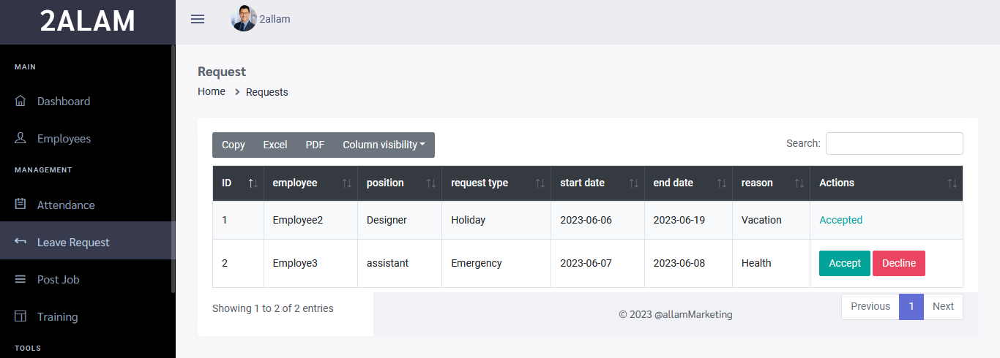 2ALAM
2allam
MAIN
Dashboard
Employees
MANAGEMENT
Attendance
Leave Request
Post Job
Training
TOOLS
Request
Home Requests
Copy Excel PDF Column visibility
Search:
ID employee position request type start date end date reason Actions
1 Employee2 Designer Holiday 2023-06-06 2023-06-19 Vacation Accepted
2 Employe3 assistant Emergency 2023-06-07 2023-06-08 Health Accept Decline
Showing 1 to 2 of 2 entries
Previous 1 Next
© 2023 @allamMarketing